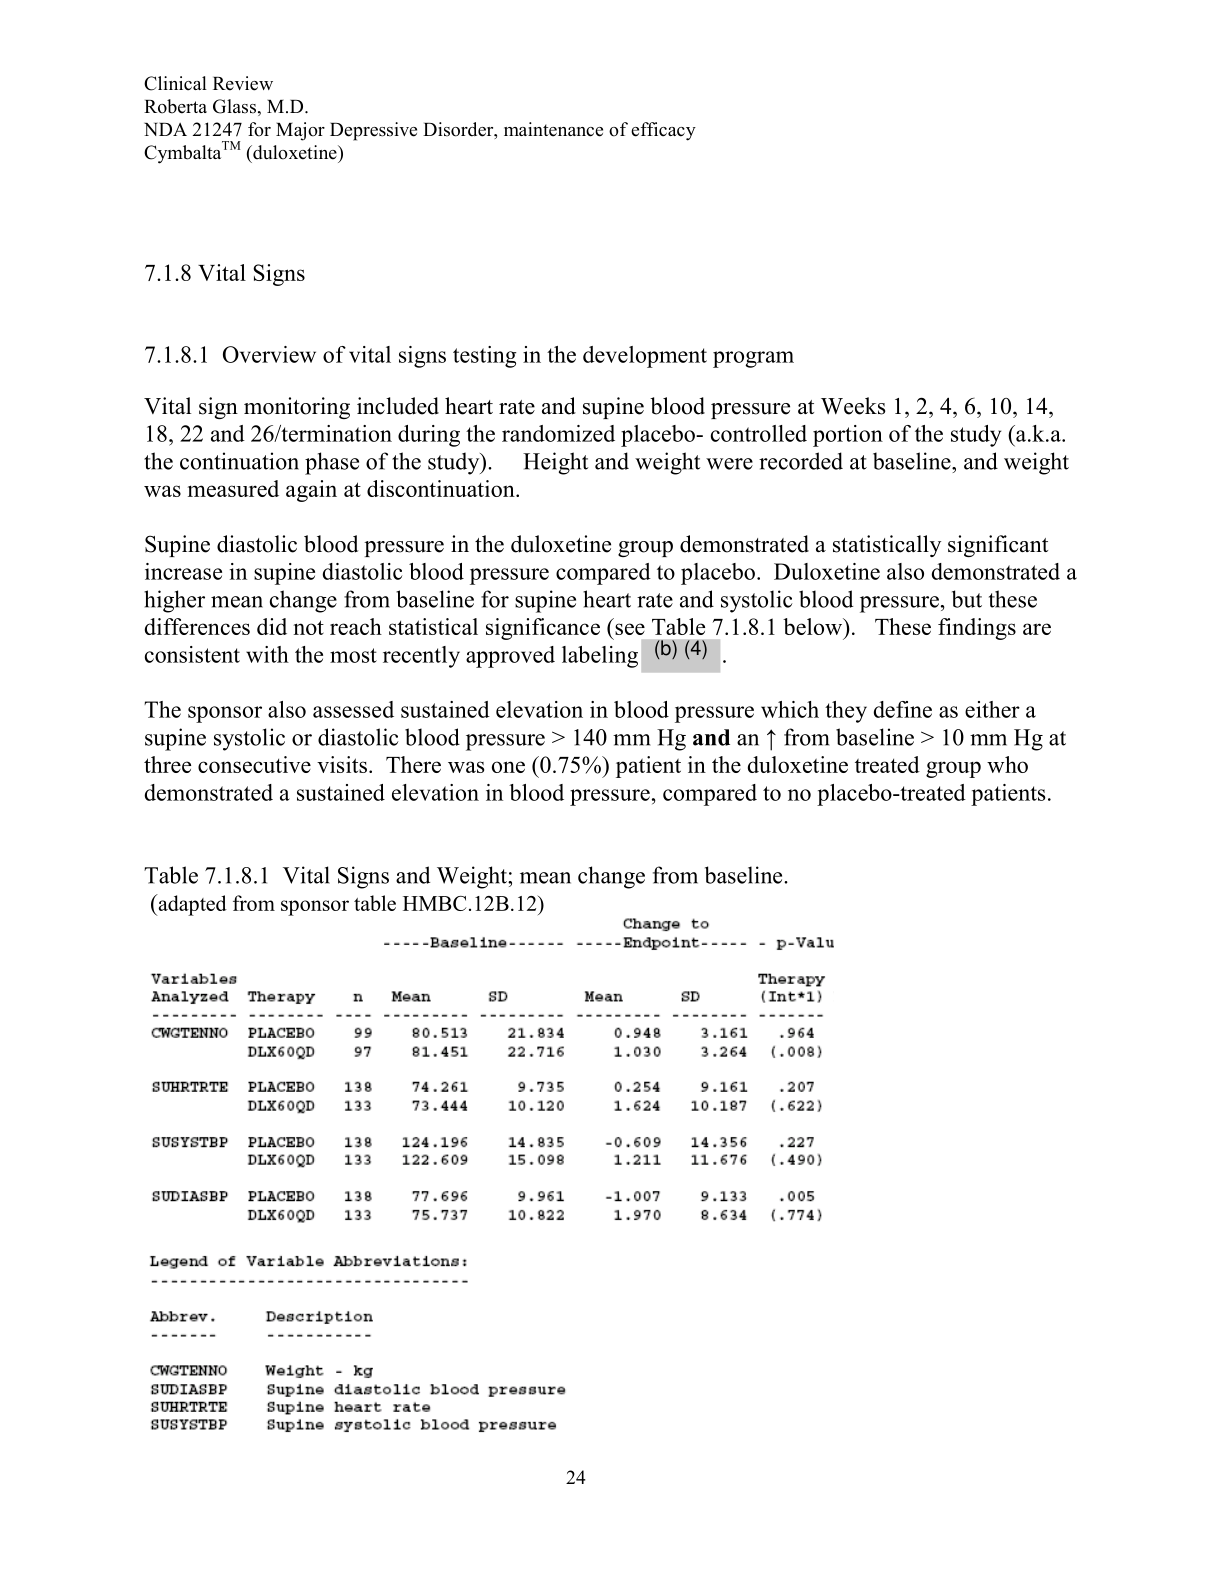 Clinical Review
Roberta Glass, M.D.
NDA 21247 for Major Depressive Disorder, maintenance of efficacy
Cymbalta™ (duloxetine)
7.1.8 Vital Signs
7.1.8.1 Overview of vital signs testing in the development program
Vital sign monitoring included heart rate and supine blood pressure at Weeks 1, 2, 4, 6, 10, 14,
18, 22 and 26/termination during the randomized placebo- controlled portion of the study (a.k.a.
the continuation phase of the study). Height and weight were recorded at baseline, and weight
was measured again at discontinuation.
Supine diastolic blood pressure in the duloxetine group demonstrated a statistically significant
increase in supine diastolic blood pressure compared to placebo. Duloxetine also demonstrated a
higher mean change from baseline for supine heart rate and systolic blood pressure, but these
differences did not reach statistical significance (see Table 7.1.8.1 below). These findings are
consistent with the most recently approved labeling (b) (4) .
The sponsor also assessed sustained elevation in blood pressure which they define as either a
supine systolic or diastolic blood pressure > 140 mm Hg and an ↑ from baseline > 10 mm Hg at
three consecutive visits. There was one (0.75%) patient in the duloxetine treated group who
demonstrated a sustained elevation in blood pressure, compared to no placebo-treated patients.
Table 7.1.8.1 Vital Signs and Weight; mean change from baseline.
(adapted from sponsor table HMBC.12B.12)
Change to
-----Baseline------ -----Endpoint----- - p-Valu
Variables Therapy
Analyzed Therapy n Mean SD Mean SD (Int*1)
--------- -------- ---- --------- --------- --------- -------- -------
CWGTENNO PLACEBO 99 80.513 21.834 0.948 3.161 .964
DLX60QD 97 81.451 22.716 1.030 3.264 (.008)
SUHRTRTE PLACEBO 138 74.261 9.735 0.254 9.161 .207
DLX60QD 133 73.444 10.120 1.624 10.187 (.622)
SUSYSTBP PLACEBO 138 124.196 14.835 -0.609 14.356 .227
DLX60QD 133 122.609 15.098 1.211 11.676 (.490)
SUDIASBP PLACEBO 138 77.696 9.961 -1.007 9.133 .005
DLX60QD 133 75.737 10.822 1.970 8.634 (.774)
Legend of Variable Abbreviations:
---------------------------------
Abbrev. Description
------- -----------
CWGTENNO Weight - kg
SUDIASBP Supine diastolic blood pressure
SUHRTRTE Supine heart rate
SUSYSTBP Supine systolic blood pressure
24